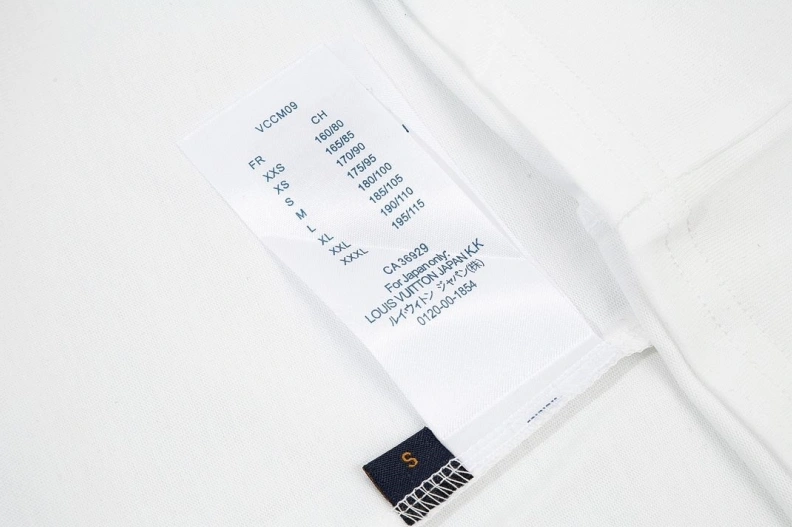 VCCM09
FR CH
XXS 160/80
XS 165/85
S 170/90
M 175/95
L 180/100
XL 185/105
XXL 190/110
XXXL 195/115
CA 36929
For Japan only:
LOUIS VUITTON JAPAN K.K
ルイ・ヴィトン ジャパン(株)
0120-00-1854
S